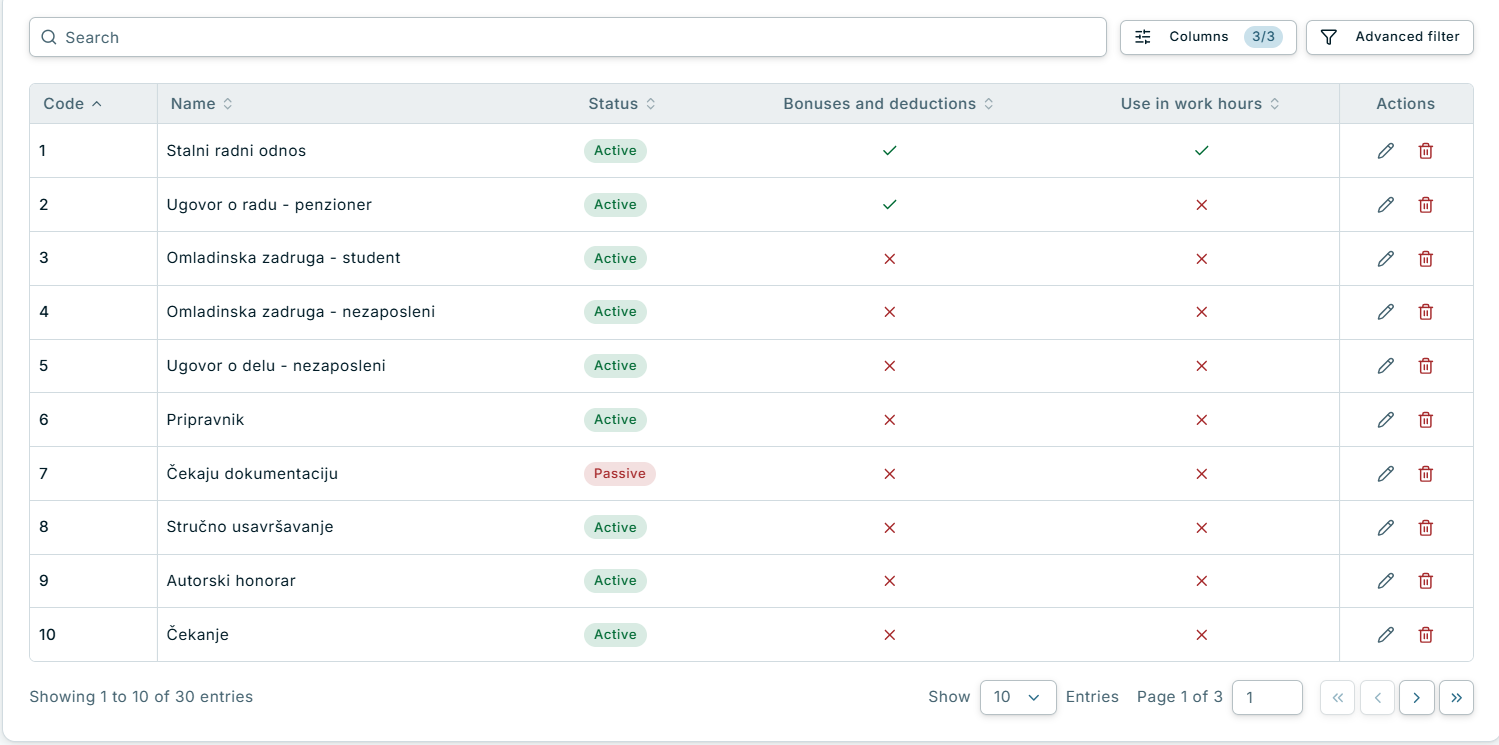 Search Columns 3/3 Advanced filter
Code Name Status Bonuses and deductions Use in work hours Actions
1 Stalni radni odnos Active
2 Ugovor o radu - penzioner Active
3 Omladinska zadruga - student Active
4 Omladinska zadruga - nezaposleni Active
5 Ugovor o delu - nezaposleni Active
6 Pripravnik Active
7 Čekaju dokumentaciju Passive
8 Stručno usavršavanje Active
9 Autorski honorar Active
10 Čekanje Active
Showing 1 to 10 of 30 entries Show 10 Entries Page 1 of 3 1